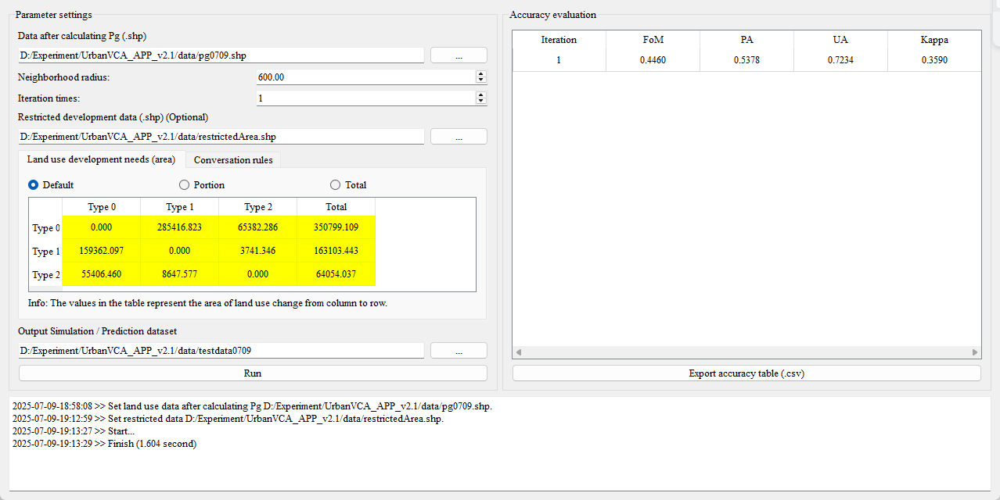 Parameter settings
Data after calculating Pg (.shp)
D:/Experiment/UrbanVCA_APP_v2.1/data/pg0709.shp
...
Neighborhood radius:
600.00
Iteration times:
1
Restricted development data (.shp) (Optional)
D:/Experiment/UrbanVCA_APP_v2.1/data/restrictedArea.shp
...
Land use development needs (area)
Conversation rules
Default
Portion
Total
Type 0 Type 1 Type 2 Total
Type 0 0.000 285416.823 65382.286 350799.109
Type 1 159362.097 0.000 3741.346 163103.443
Type 2 55406.460 8647.577 0.000 64054.037
Info: The values in the table represent the area of land use change from column to row.
Output Simulation / Prediction dataset
D:/Experiment/UrbanVCA_APP_v2.1/data/testdata0709
...
Run
Accuracy evaluation
Iteration FoM PA UA Kappa
1 0.4460 0.5378 0.7234 0.3590
Export accuracy table (.csv)
2025-07-09-18:58:08 >> Set land use data after calculating Pg D:/Experiment/UrbanVCA_APP_v2.1/data/pg0709.shp.
2025-07-09-19:12:59 >> Set restricted data D:/Experiment/UrbanVCA_APP_v2.1/data/restrictedArea.shp.
2025-07-09-19:13:27 >> Start...
2025-07-09-19:13:29 >> Finish (1.604 second)